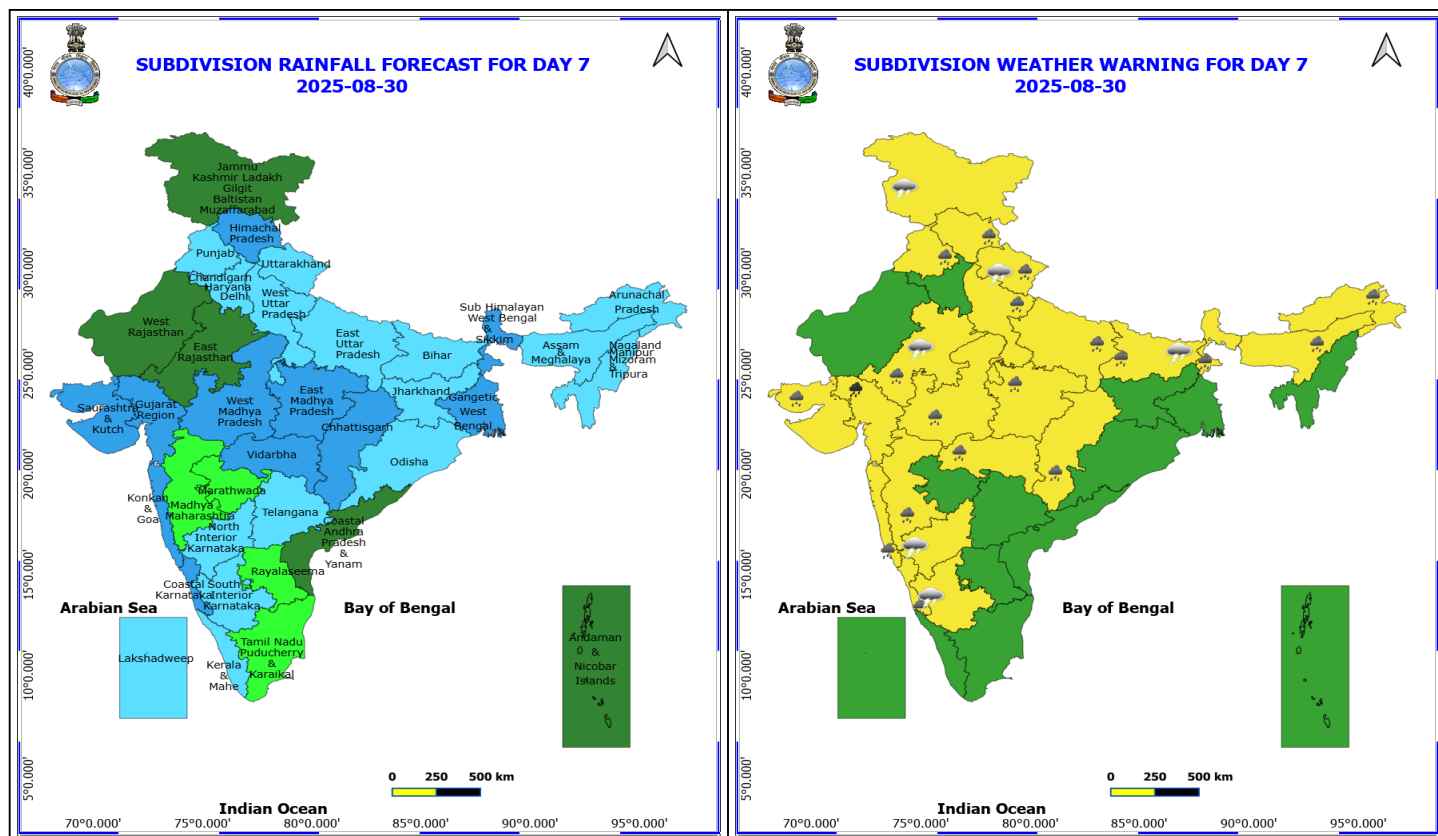 SUBDIVISION RAINFALL FORECAST FOR DAY 7
2025-08-30
40°0.000'
35°0.000'
30°0.000'
25°0.000'
20°0.000'
15°0.000'
10°0.000'
5°0.000'
Jammu
Kashmir Ladakh
Gilgit
Baltistan
Muzaffarabad
Himachal
Pradesh
Punjab
Uttarakhand
Chandigarh
Haryana
Delhi
West
Uttar
Pradesh
West
Rajasthan
East
Rajasthan
East
Uttar
Pradesh
Bihar
Sub Himalayan
West Bengal
&
Sikkim
Arunachal
Pradesh
Assam
&
Meghalaya
Nagaland
Manipur
Mizoram
&
Tripura
Jharkhand
Gangetic
West
Bengal
Saurashtra
&
Kutch
Gujarat
Region
West
Madhya
Pradesh
East
Madhya
Pradesh
Chhattisgarh
Vidarbha
Odisha
Konkan
&
Goa
Marathwada
Madhya
Maharashtra
North
Interior
Karnataka
Telangana
Coastal
Andhra
Pradesh
&
Yanam
Rayalaseema
Coastal
Karnataka
South
Interior
Karnataka
Tamil Nadu
Puducherry
&
Karaikal
Kerala
&
Mahe
Lakshadweep
Andaman
&
Nicobar
Islands
Arabian Sea
Bay of Bengal
Indian Ocean
0 250 500 km
70°0.000' 75°0.000' 80°0.000' 85°0.000' 90°0.000' 95°0.000'
SUBDIVISION WEATHER WARNING FOR DAY 7
2025-08-30
40°0.000'
35°0.000'
30°0.000'
25°0.000'
20°0.000'
15°0.000'
10°0.000'
5°0.000'
Arabian Sea
Bay of Bengal
Indian Ocean
0 250 500 km
70°0.000' 75°0.000' 80°0.000' 85°0.000' 90°0.000' 95°0.000'